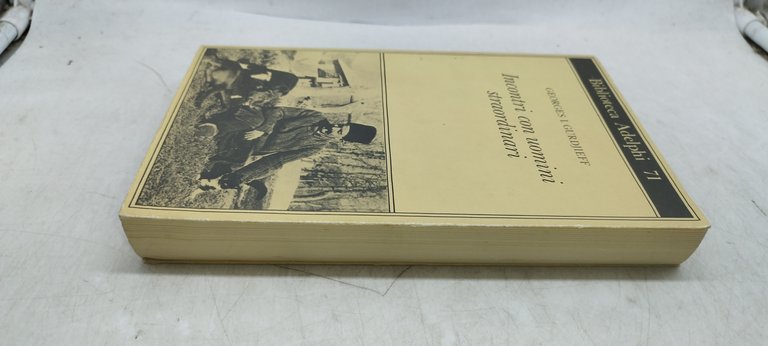 Biblioteca Adelphi 71
GEORGES I. GURDJIEFF
Incontri con uomini
straordinari